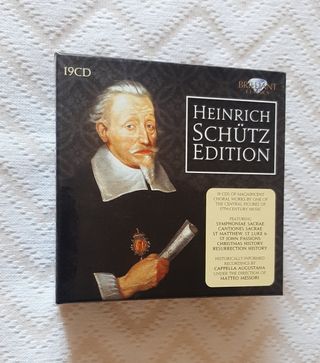 19CD
BRILLIANT
CLASSICS
HEINRICH
SCHÜTZ
EDITION
19 CDS OF MAGNIFICENT
CHORAL WORKS BY ONE OF
THE CENTRAL FIGURES OF
17TH-CENTURY MUSIC
FEATURING
SYMPHONIAE SACRAE
CANTIONES SACRAE
ST MATTHEW, ST LUKE &
ST JOHN PASSIONS
CHRISTMAS HISTORY
RESURRECTION HISTORY
HISTORICALLY INFORMED
RECORDINGS BY
CAPPELLA AUGUSTANA
UNDER THE DIRECTION OF
MATTEO MESSORI